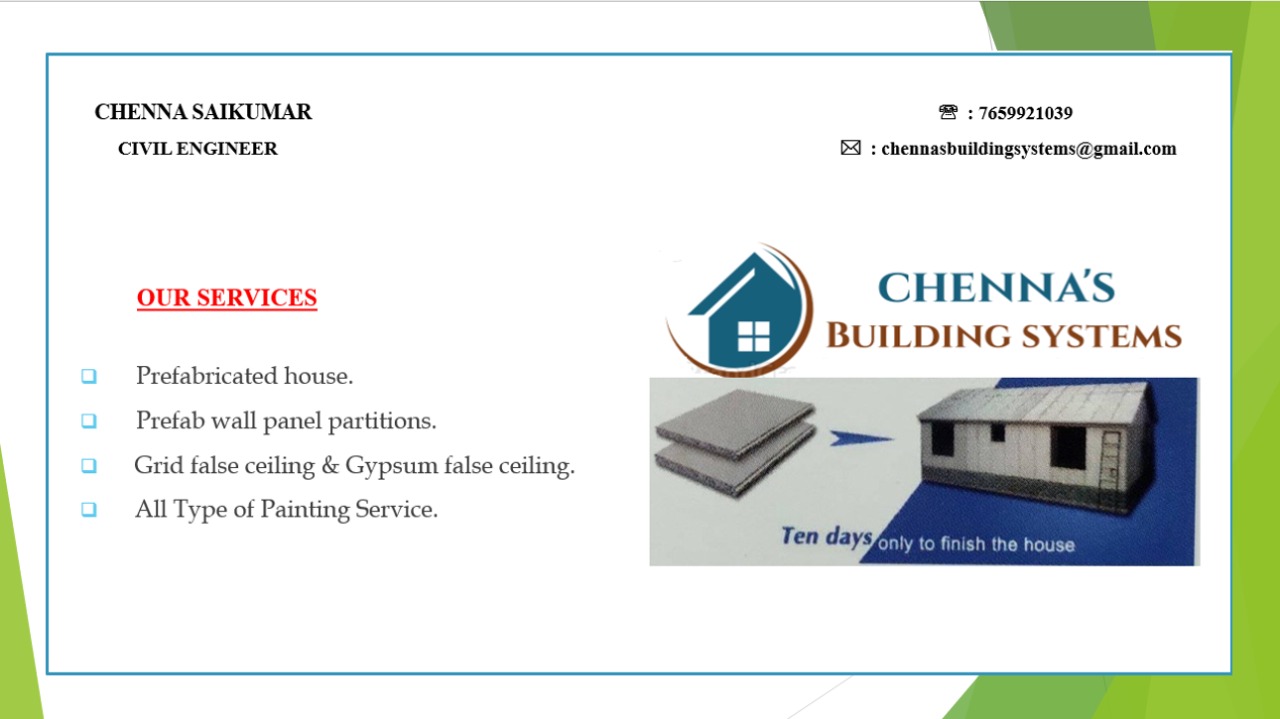 CHENNA SAIKUMAR
CIVIL ENGINEER
: 7659921039
: chennasbuildingsystems@gmail.com
OUR SERVICES
Prefabricated house.
Prefab wall panel partitions.
Grid false ceiling & Gypsum false ceiling.
All Type of Painting Service.
CHENNA'S
BUILDING SYSTEMS
Ten days only to finish the house